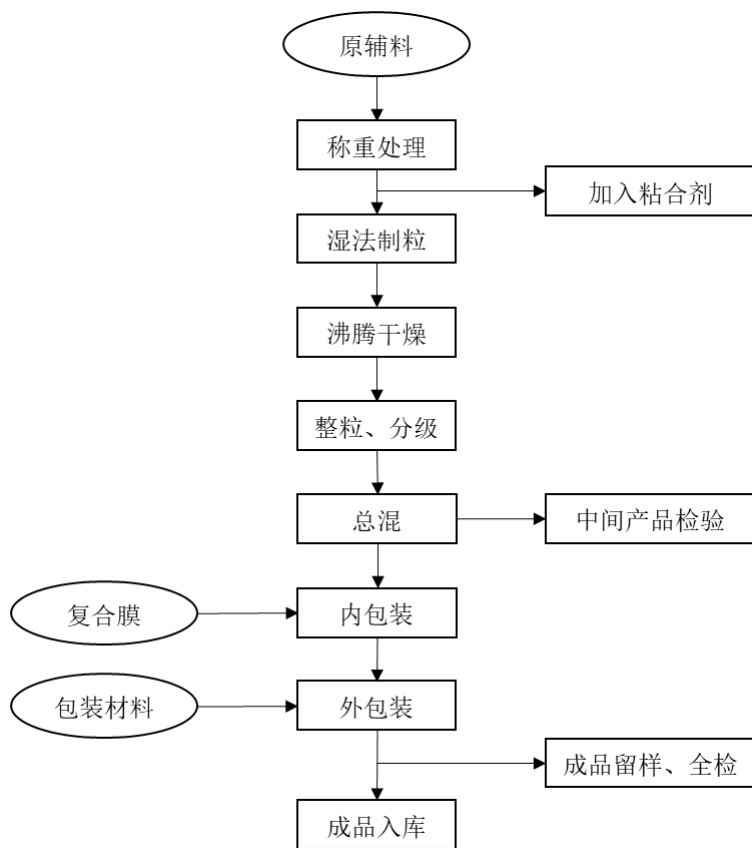 原辅料
称重处理
加入粘合剂
湿法制粒
沸腾干燥
整粒、分级
总混
中间产品检验
复合膜
内包装
包装材料
外包装
成品留样、全检
成品入库